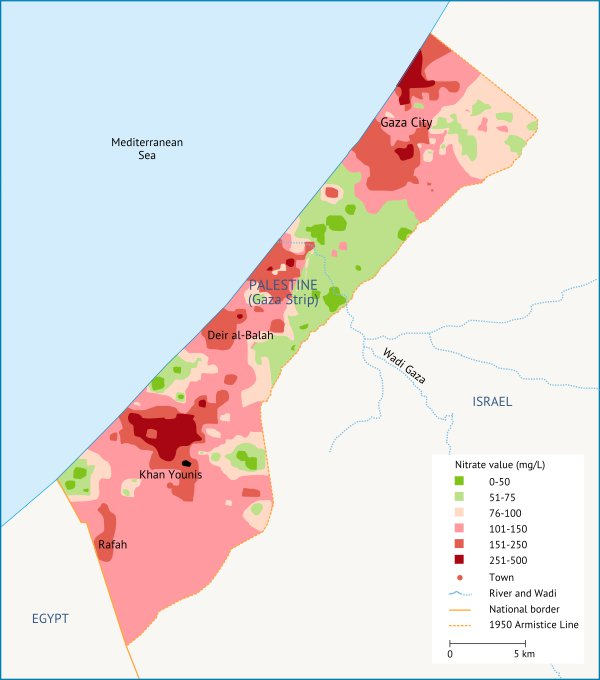 Gaza City
Mediterranean
Sea
PALESTINE
(Gaza Strip)
Deir al-Balah
Wadi Gaza
ISRAEL
Khan Younis
Rafah
EGYPT
Nitrate value (mg/L)
0-50
51-75
76-100
101-150
151-250
251-500
Town
River and Wadi
National border
1950 Armistice Line
0 5 km